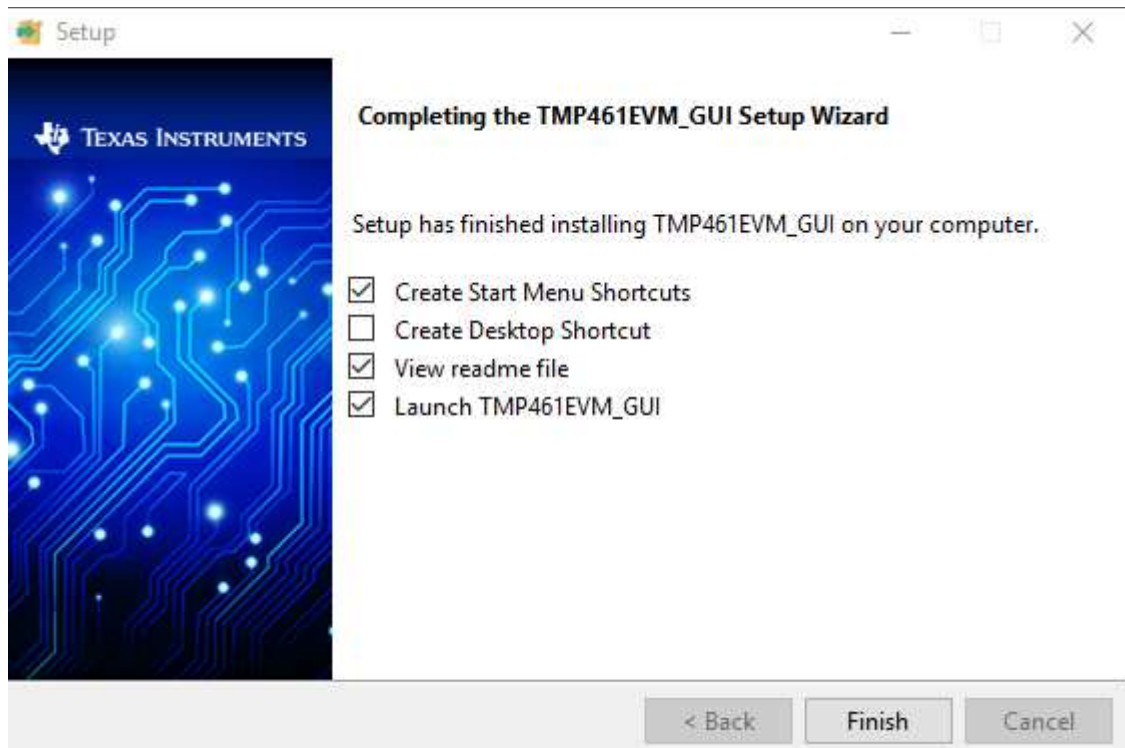 Setup
TEXAS INSTRUMENTS
Completing the TMP461EVM_GUI Setup Wizard
Setup has finished installing TMP461EVM_GUI on your computer.
Create Start Menu Shortcuts
Create Desktop Shortcut
View readme file
Launch TMP461EVM_GUI
< Back Finish Cancel